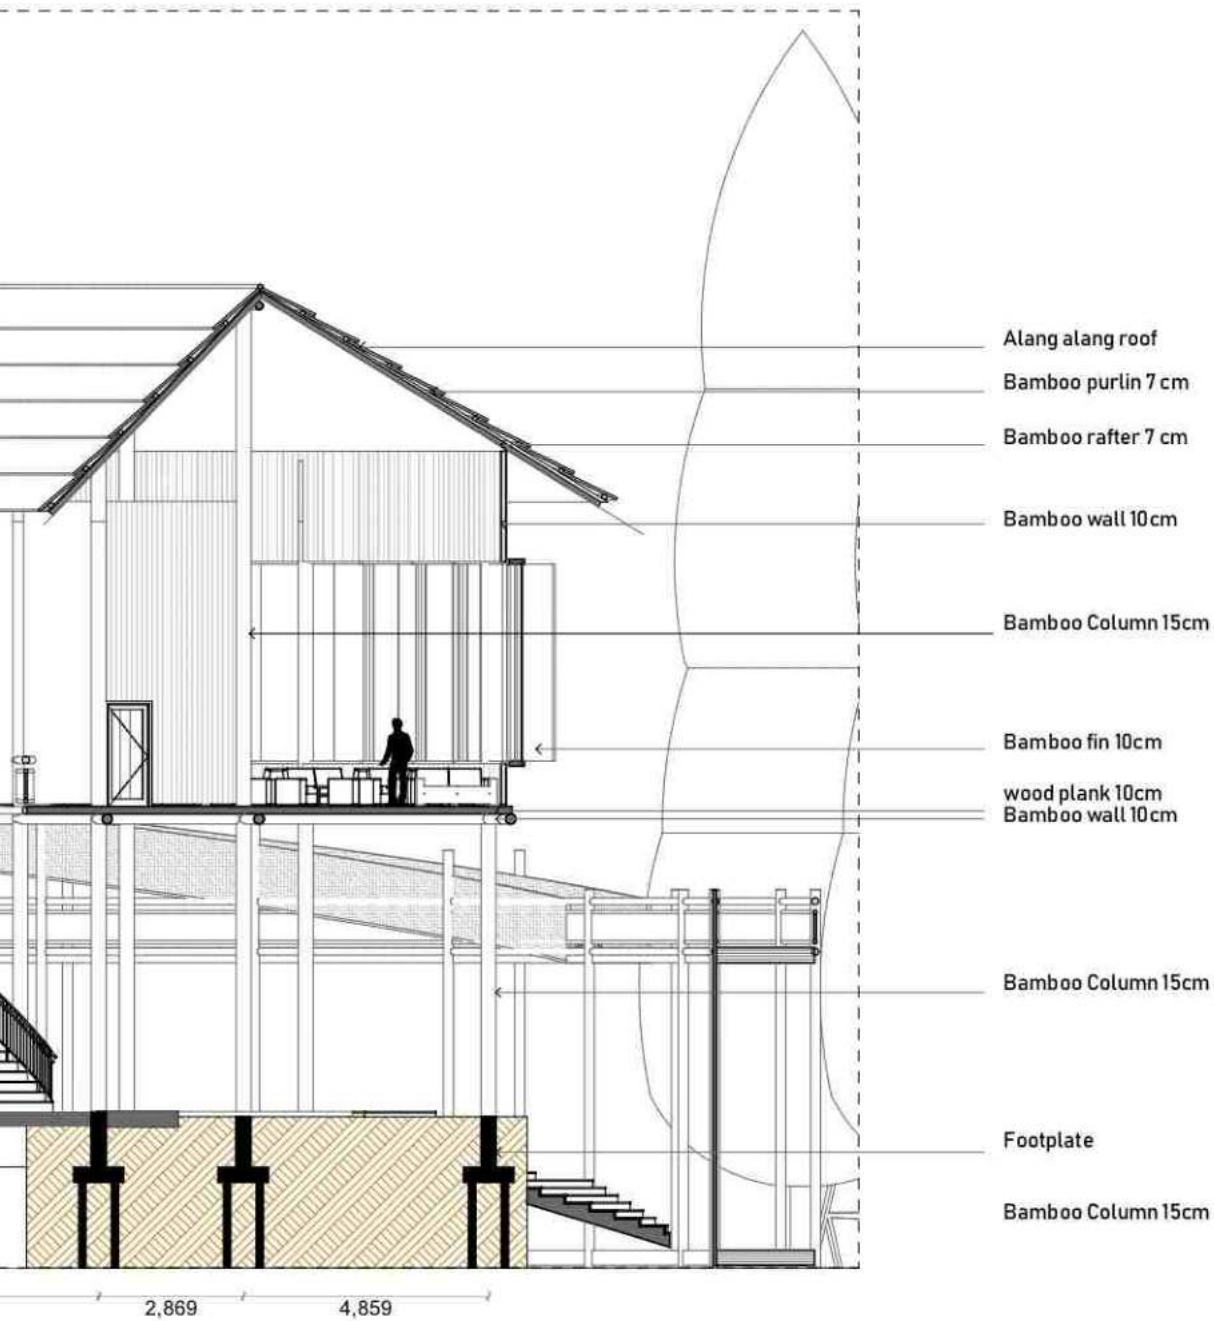 Alang alang roof
Bamboo purlin 7 cm
Bamboo rafter 7 cm
Bamboo wall 10cm
Bamboo Column 15cm
Bamboo fin 10cm
wood plank 10cm
Bamboo wall 10cm
Bamboo Column 15cm
Footplate
Bamboo Column 15cm
2,869 4,859